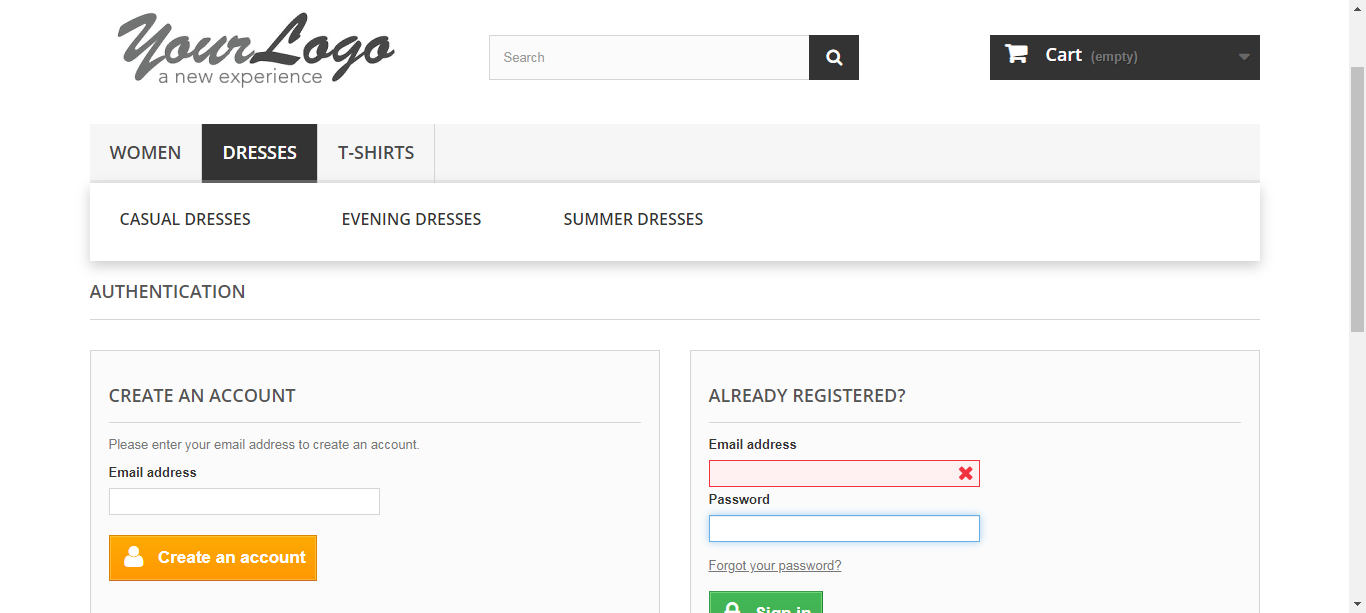 YourLogo
a new experience
Search
Cart (empty)
WOMEN DRESSES T-SHIRTS
CASUAL DRESSES EVENING DRESSES SUMMER DRESSES
AUTHENTICATION
CREATE AN ACCOUNT
Please enter your email address to create an account.
Email address
Create an account
ALREADY REGISTERED?
Email address
Password
Forgot your password?
Sign in